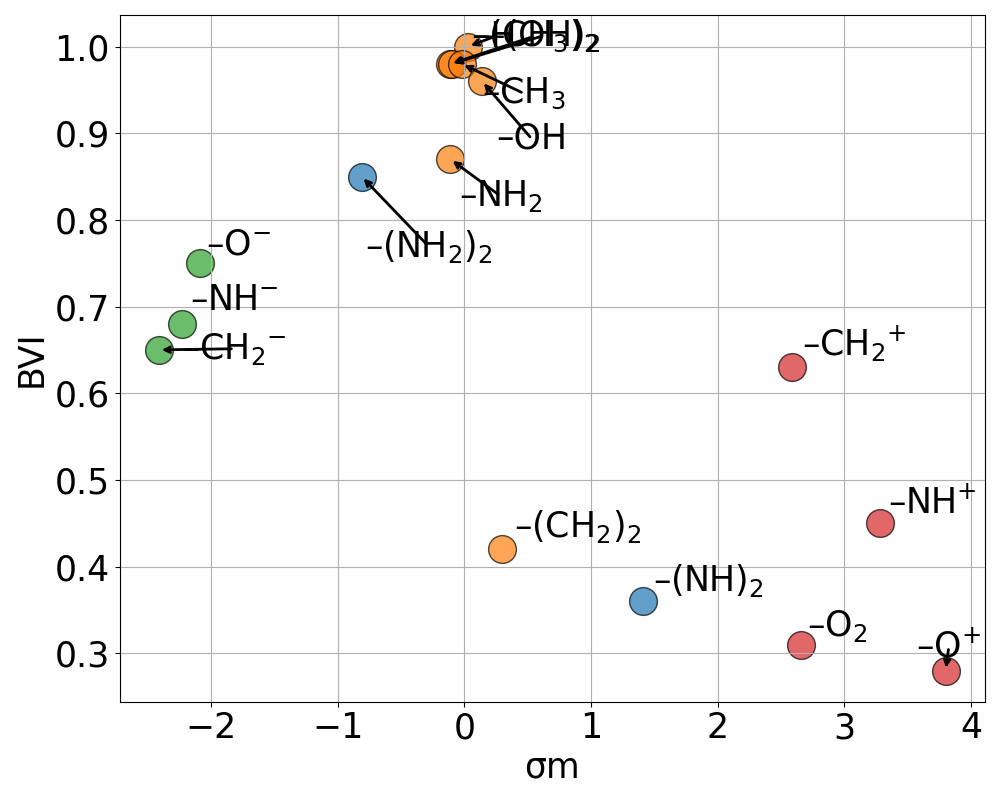 –CH₃
–OH
–NH₂
–(NH₂)₂
–O⁻
–NH⁻
–CH₂⁻
–CH₂⁺
–NH⁺
–(CH₂)₂
–(NH)₂
–O₂
–O⁺
1.0
0.9
0.8
0.7
0.6
0.5
0.4
0.3
BVI
−2
−1
0
1
2
3
4
σm